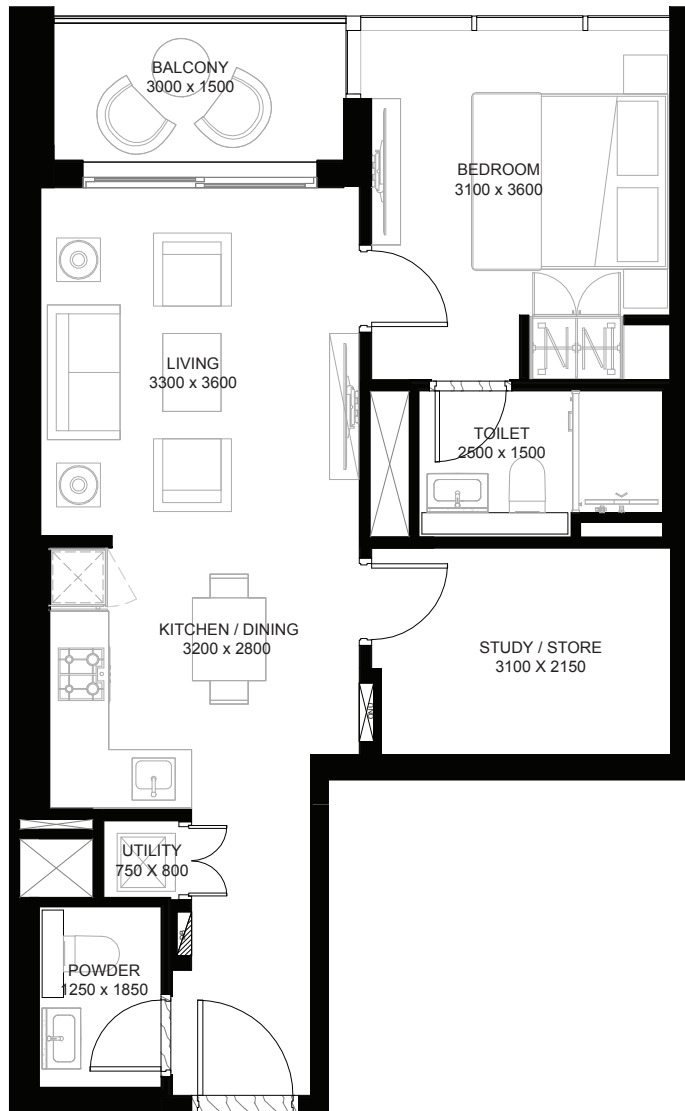 BALCONY
3000 x 1500
BEDROOM
3100 x 3600
LIVING
3300 x 3600
TOILET
2500 x 1500
KITCHEN / DINING
3200 x 2800
STUDY / STORE
3100 X 2150
UTILITY
750 X 800
POWDER
1250 x 1850